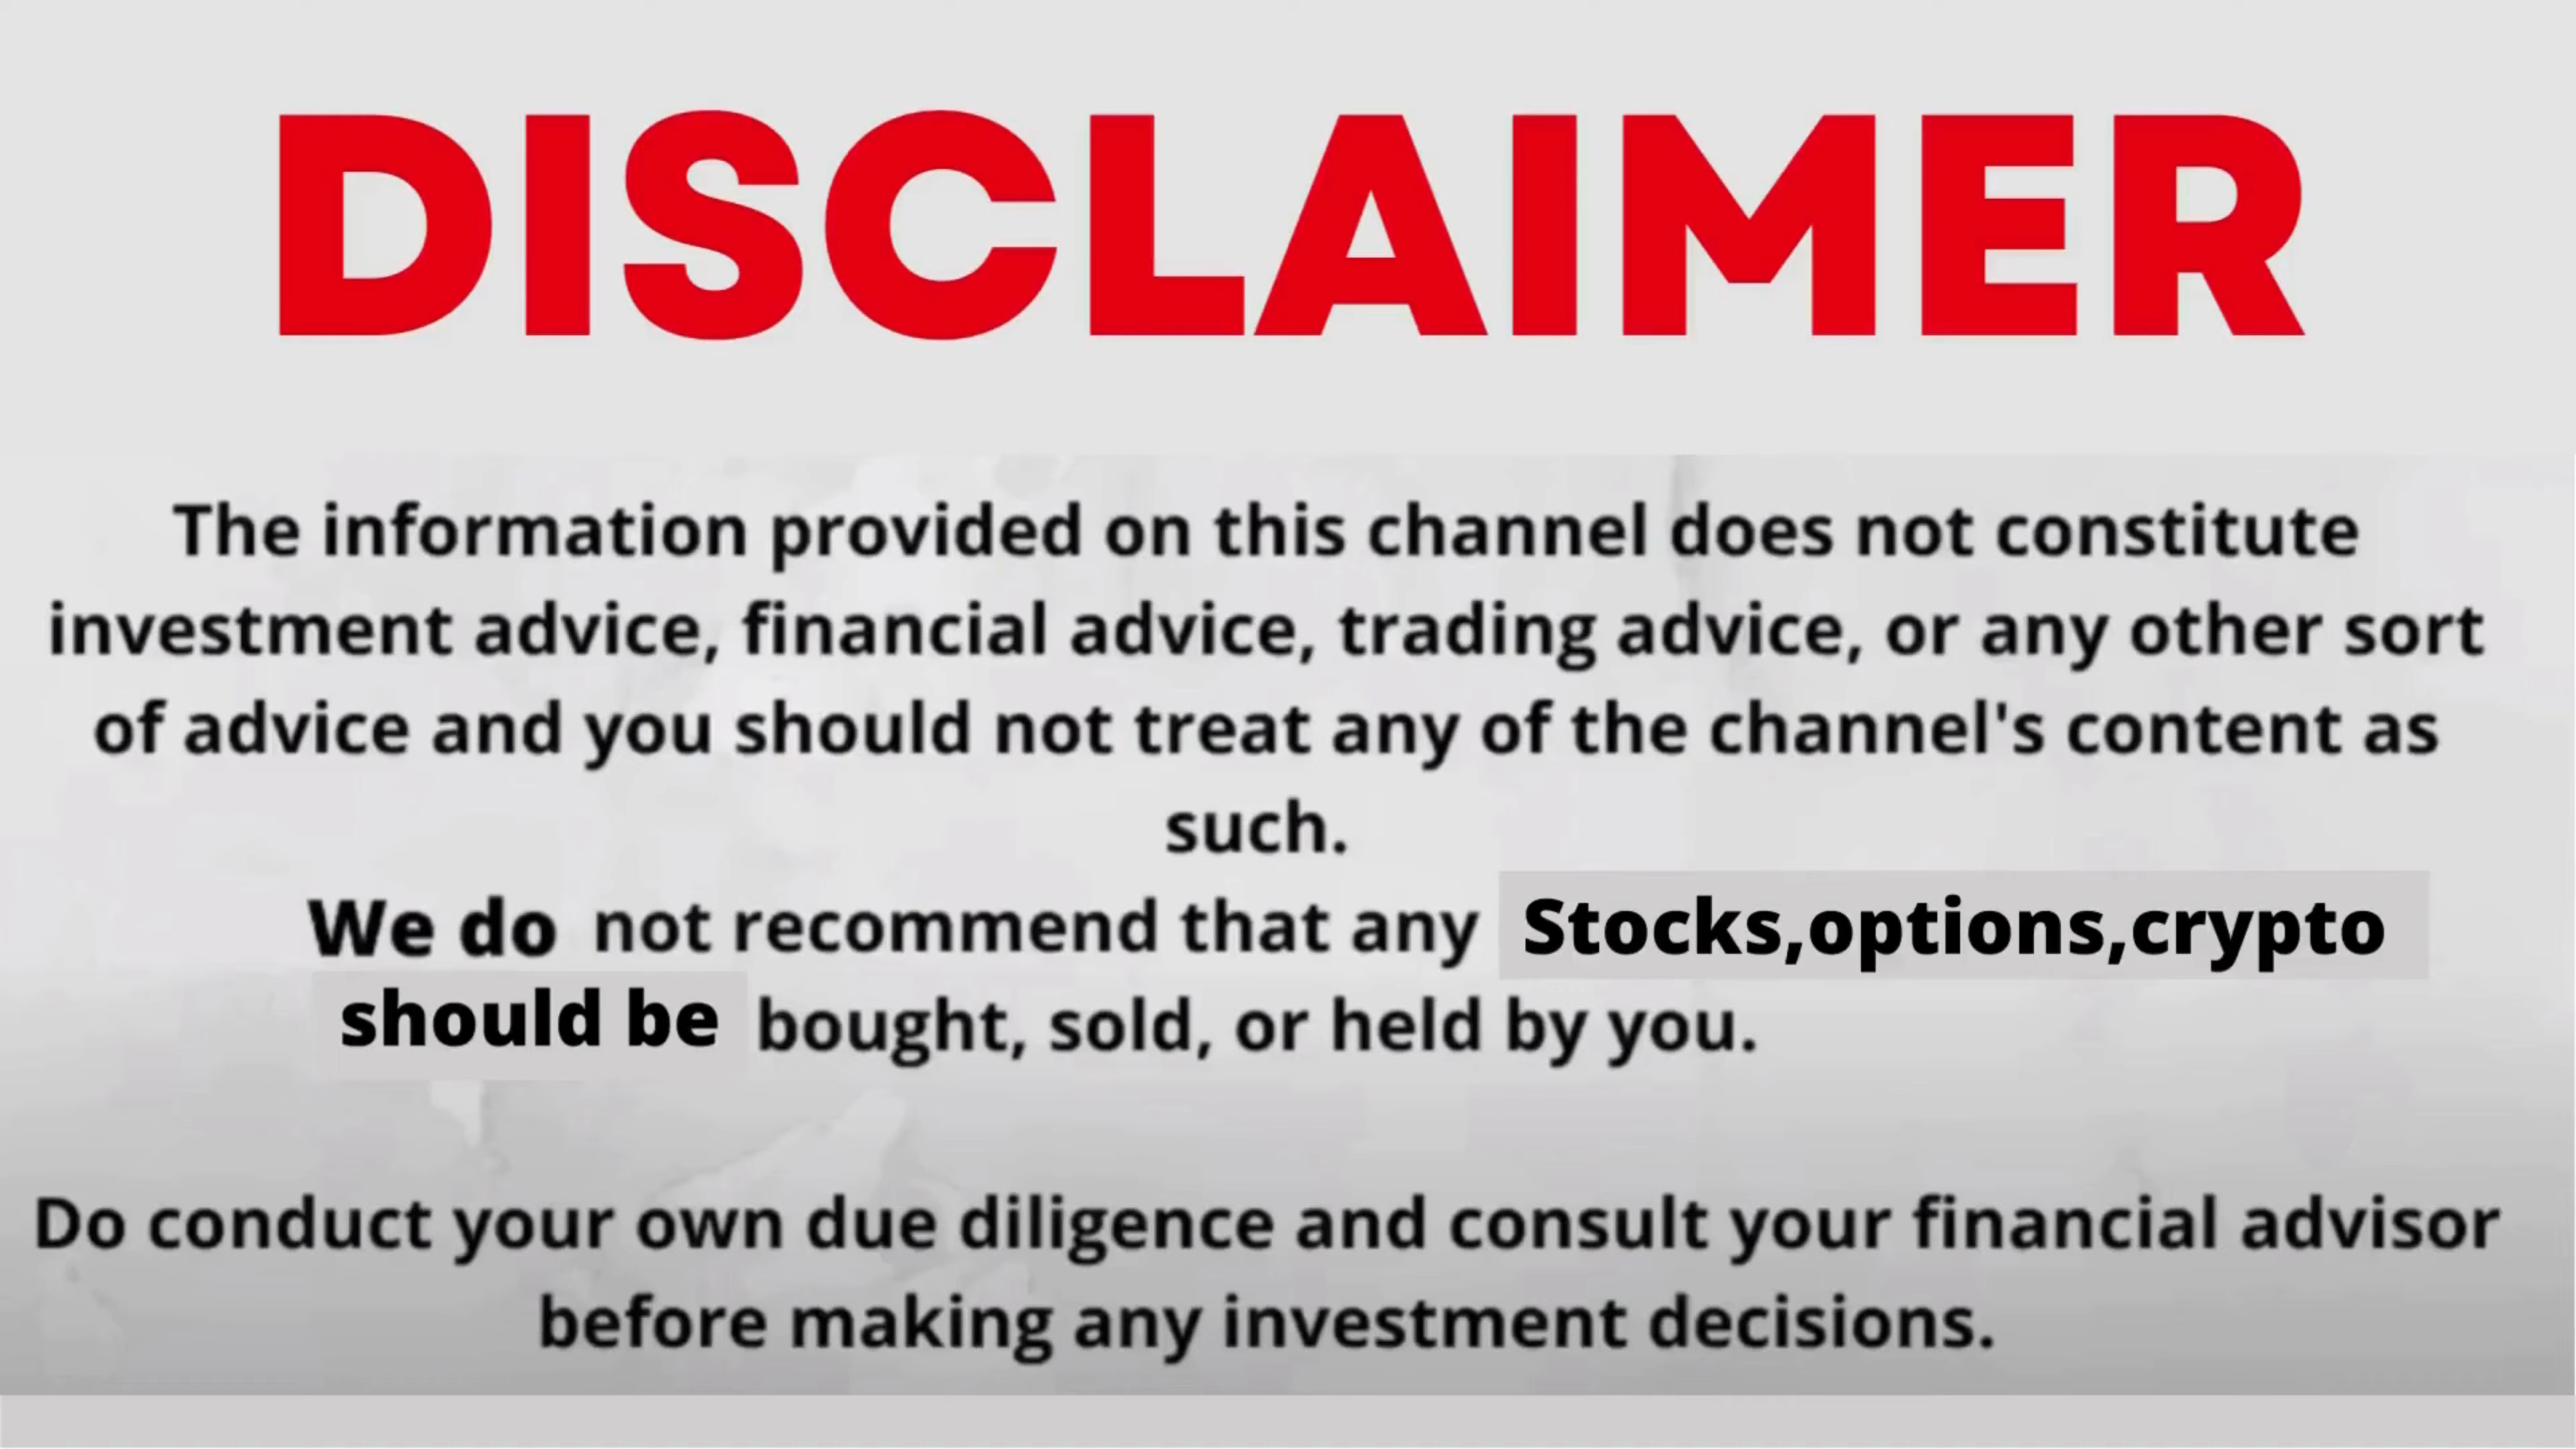 DISCLAIMER
The information provided on this channel does not constitute
investment advice, financial advice, trading advice, or any other sort
of advice and you should not treat any of the channel's content as
such.
We do not recommend that any Stocks,options,crypto
should be bought, sold, or held by you.
Do conduct your own due diligence and consult your financial advisor
before making any investment decisions.